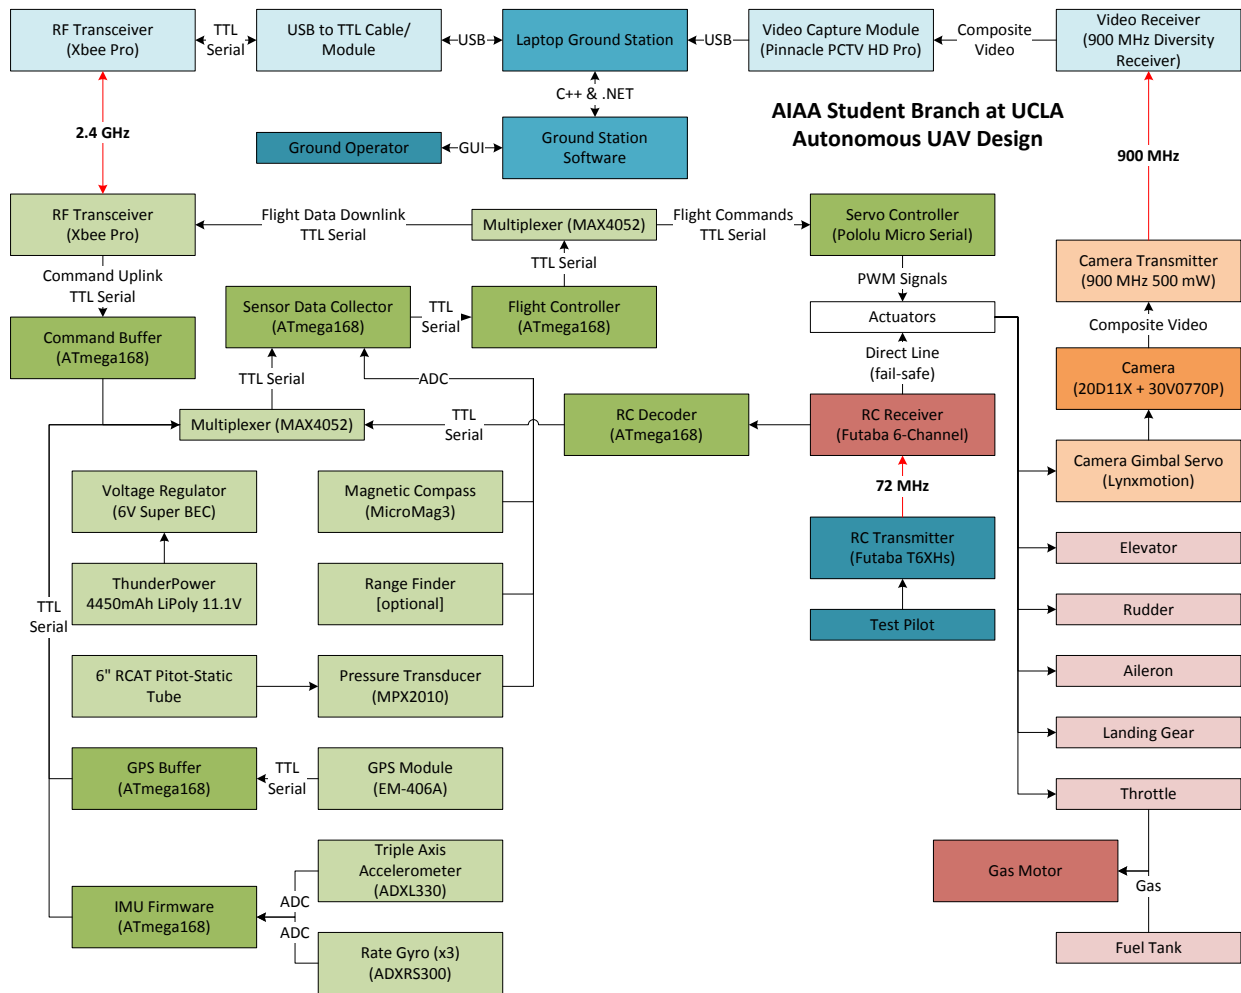 RF Transceiver
(Xbee Pro)
TTL
Serial
USB to TTL Cable/
Module
USB
Laptop Ground Station
USB
Video Capture Module
(Pinnacle PCTV HD Pro)
Composite
Video
Video Receiver
(900 MHz Diversity
Receiver)
C++ & .NET
AIAA Student Branch at UCLA
Autonomous UAV Design
2.4 GHz
Ground Operator
GUI
Ground Station
Software
900 MHz
RF Transceiver
(Xbee Pro)
Flight Data Downlink
TTL Serial
Multiplexer (MAX4052)
Flight Commands
TTL Serial
Servo Controller
(Pololu Micro Serial)
Camera Transmitter
(900 MHz 500 mW)
Command Uplink
TTL Serial
TTL Serial
PWM Signals
Sensor Data Collector
(ATmega168)
TTL
Serial
Flight Controller
(ATmega168)
Actuators
Composite Video
Command Buffer
(ATmega168)
Direct Line
(fail-safe)
Camera
(20D11X + 30V0770P)
TTL Serial
ADC
Multiplexer (MAX4052)
TTL
Serial
RC Decoder
(ATmega168)
RC Receiver
(Futaba 6-Channel)
Camera Gimbal Servo
(Lynxmotion)
Voltage Regulator
(6V Super BEC)
Magnetic Compass
(MicroMag3)
72 MHz
RC Transmitter
(Futaba T6XHs)
Elevator
ThunderPower
4450mAh LiPoly 11.1V
Range Finder
[optional]
TTL
Serial
Test Pilot
Rudder
6" RCAT Pitot-Static
Tube
Pressure Transducer
(MPX2010)
Aileron
Landing Gear
GPS Buffer
(ATmega168)
TTL
Serial
GPS Module
(EM-406A)
Throttle
Triple Axis
Accelerometer
(ADXL330)
Gas Motor
Gas
IMU Firmware
(ATmega168)
ADC
ADC
Rate Gyro (x3)
(ADXRS300)
Fuel Tank